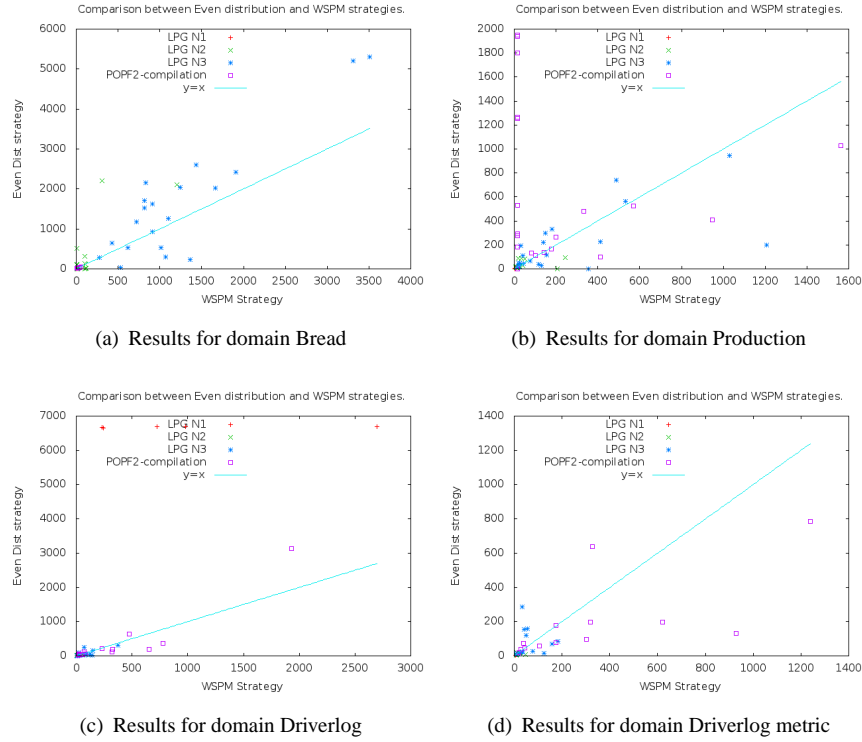 Comparison between Even distribution and WSPM strategies.
6000
5000
4000
3000
2000
1000
0
Even Dist strategy
LPG N1
LPG N2
LPG N3
POPF2-compilation
y=x
0 500 1000 1500 2000 2500 3000 3500 4000
WSPM Strategy
(a) Results for domain Bread
Comparison between Even distribution and WSPM strategies.
2000
1800
1600
1400
1200
1000
800
600
400
200
0
Even Dist strategy
LPG N1
LPG N2
LPG N3
POPF2-compilation
y=x
0 200 400 600 800 1000 1200 1400 1600
WSPM Strategy
(b) Results for domain Production
Comparison between Even distribution and WSPM strategies.
7000
6000
5000
4000
3000
2000
1000
0
Even Dist strategy
LPG N1
LPG N2
LPG N3
POPF2-compilation
y=x
0 500 1000 1500 2000 2500 3000
WSPM Strategy
(c) Results for domain Driverlog
Comparison between Even distribution and WSPM strategies.
1400
1200
1000
800
600
400
200
0
Even Dist strategy
LPG N1
LPG N2
LPG N3
POPF2-compilation
y=x
0 200 400 600 800 1000 1200 1400
WSPM Strategy
(d) Results for domain Driverlog metric